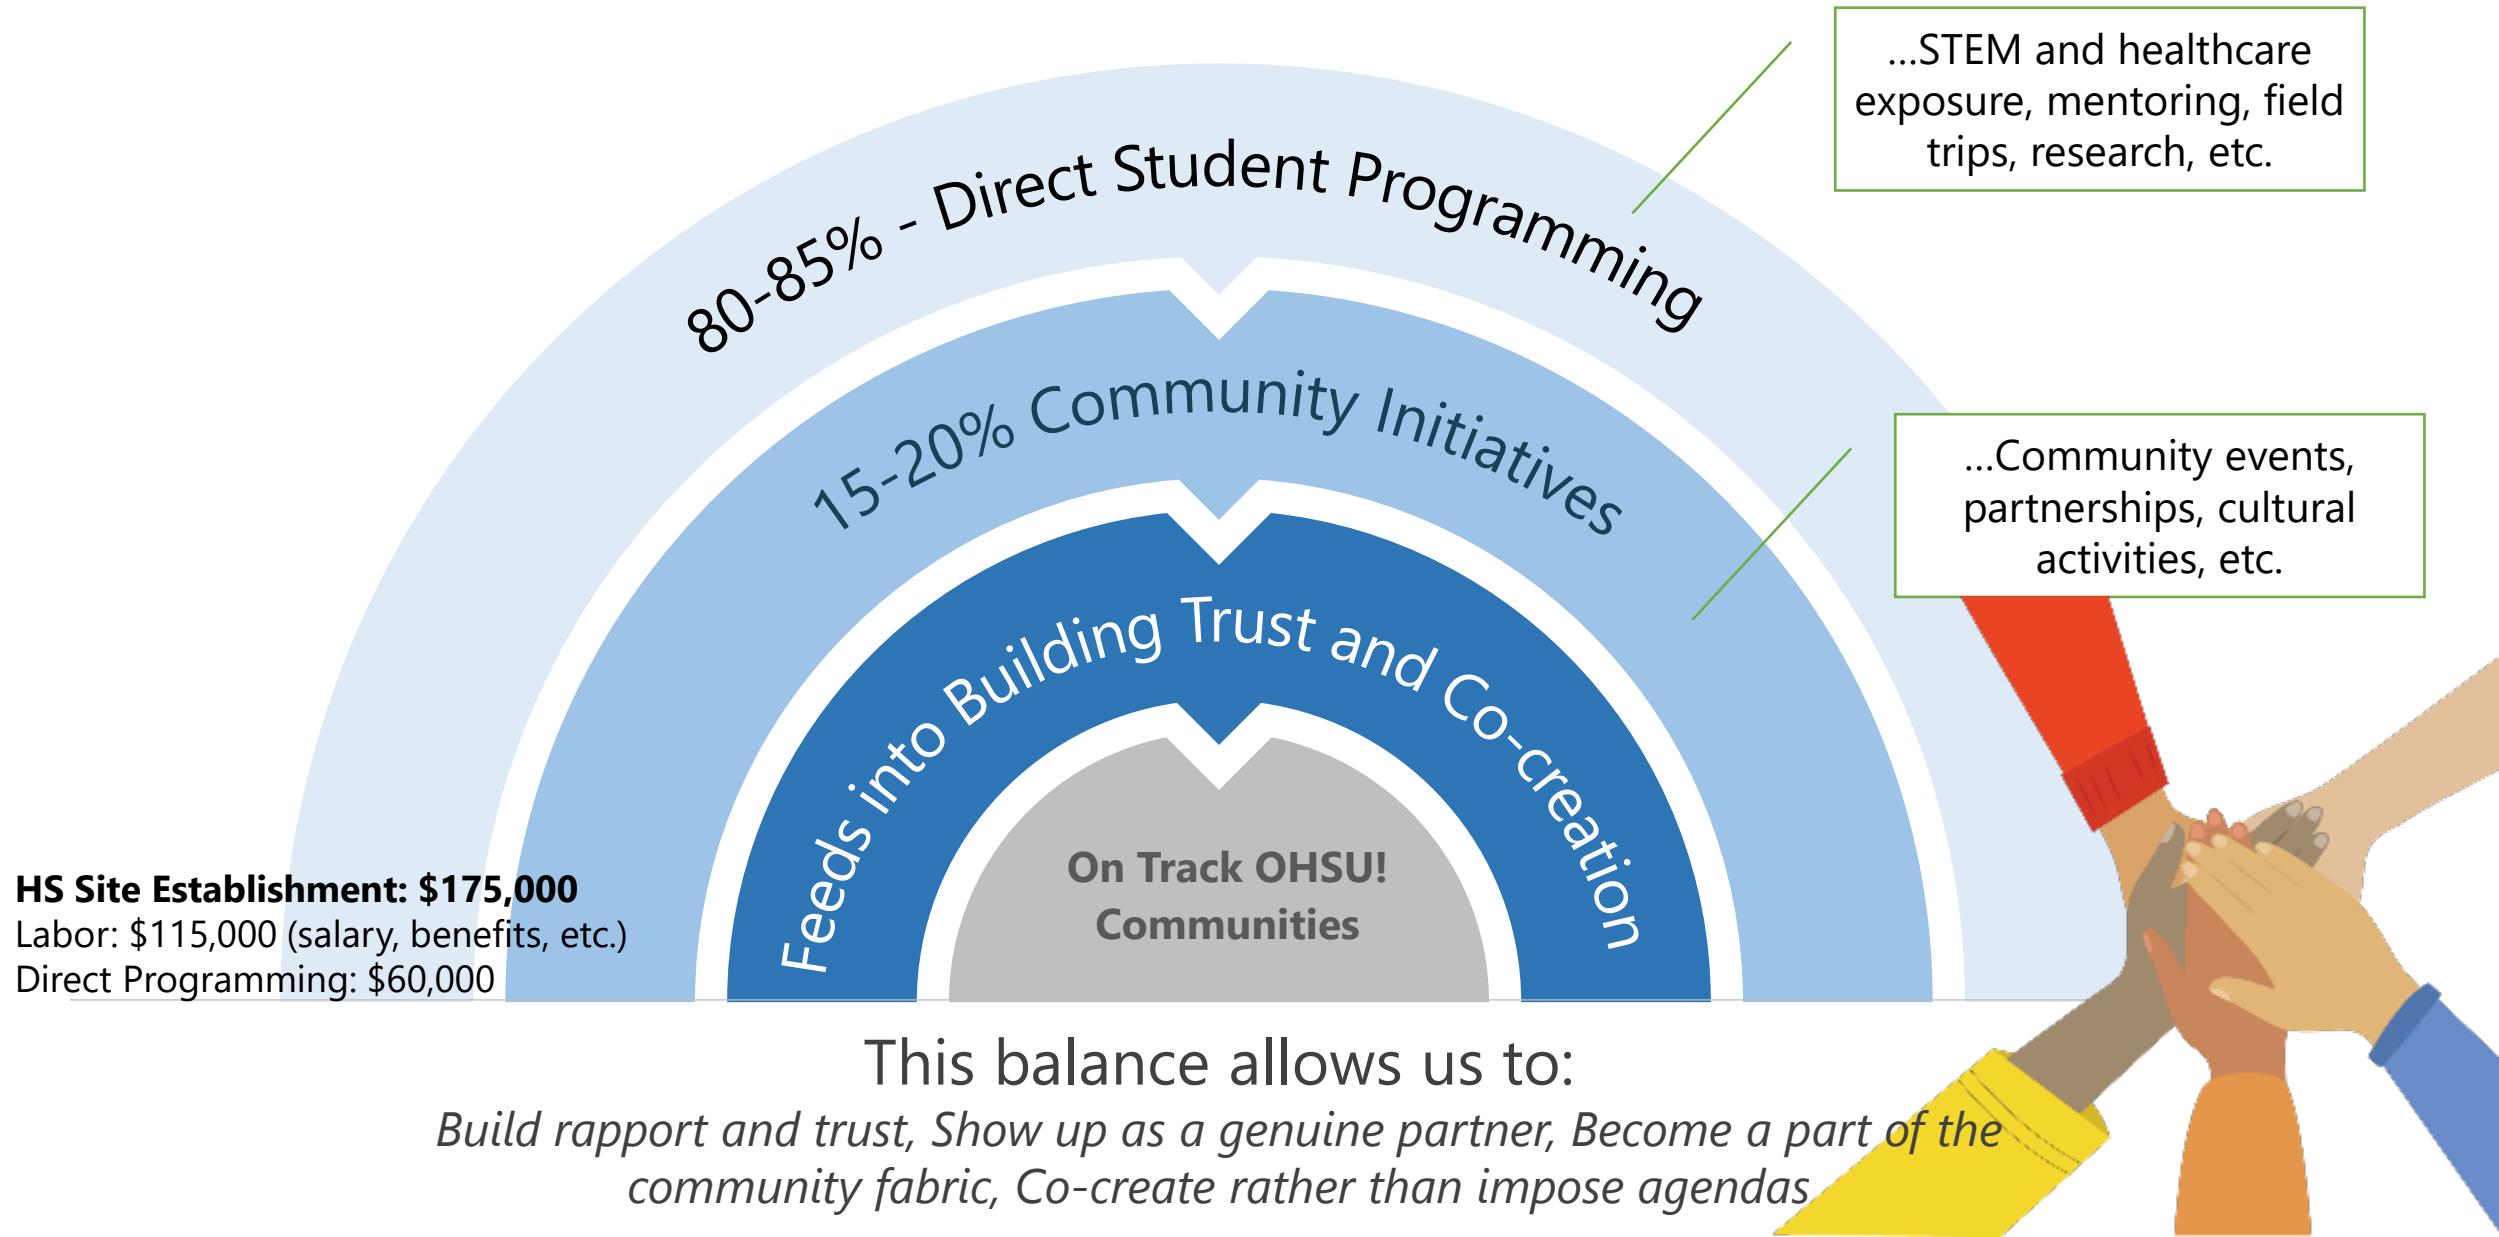 ...STEM and healthcare
exposure, mentoring, field
trips, research, etc.
80-85% - Direct Student Programming
15-20% Community Initiatives
...Community events,
partnerships, cultural
activities, etc.
Feeds into Building Trust and Co-creation
On Track OHSU!
Communities
HS Site Establishment: $175,000
Labor: $115,000 (salary, benefits, etc.)
Direct Programming: $60,000
This balance allows us to:
Build rapport and trust, Show up as a genuine partner, Become a part of the
community fabric, Co-create rather than impose agendas